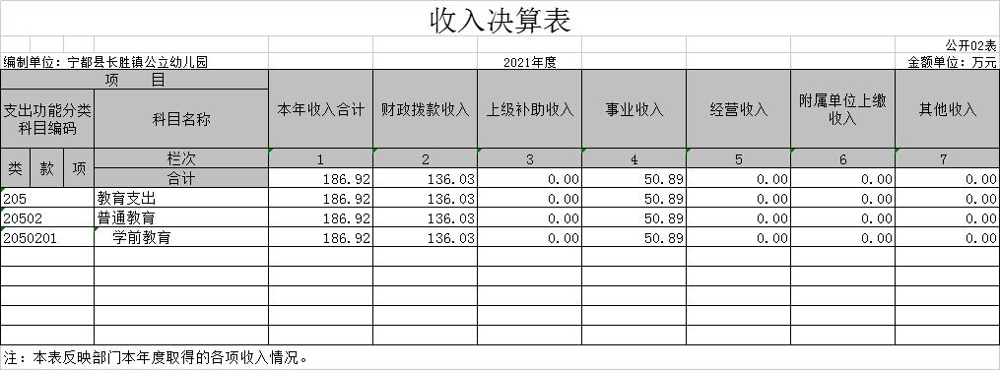 收入决算表
公开02表
编制单位：宁都县长胜镇公立幼儿园 2021年度 金额单位：万元
项 目 本年收入合计 财政拨款收入 上级补助收入 事业收入 经营收入 附属单位上缴收入 其他收入
支出功能分类科目编码 科目名称
类 款 项 栏次 1 2 3 4 5 6 7
合计 186.92 136.03 0.00 50.89 0.00 0.00 0.00
205 教育支出 186.92 136.03 0.00 50.89 0.00 0.00 0.00
20502 普通教育 186.92 136.03 0.00 50.89 0.00 0.00 0.00
2050201 学前教育 186.92 136.03 0.00 50.89 0.00 0.00 0.00
注：本表反映部门本年度取得的各项收入情况。